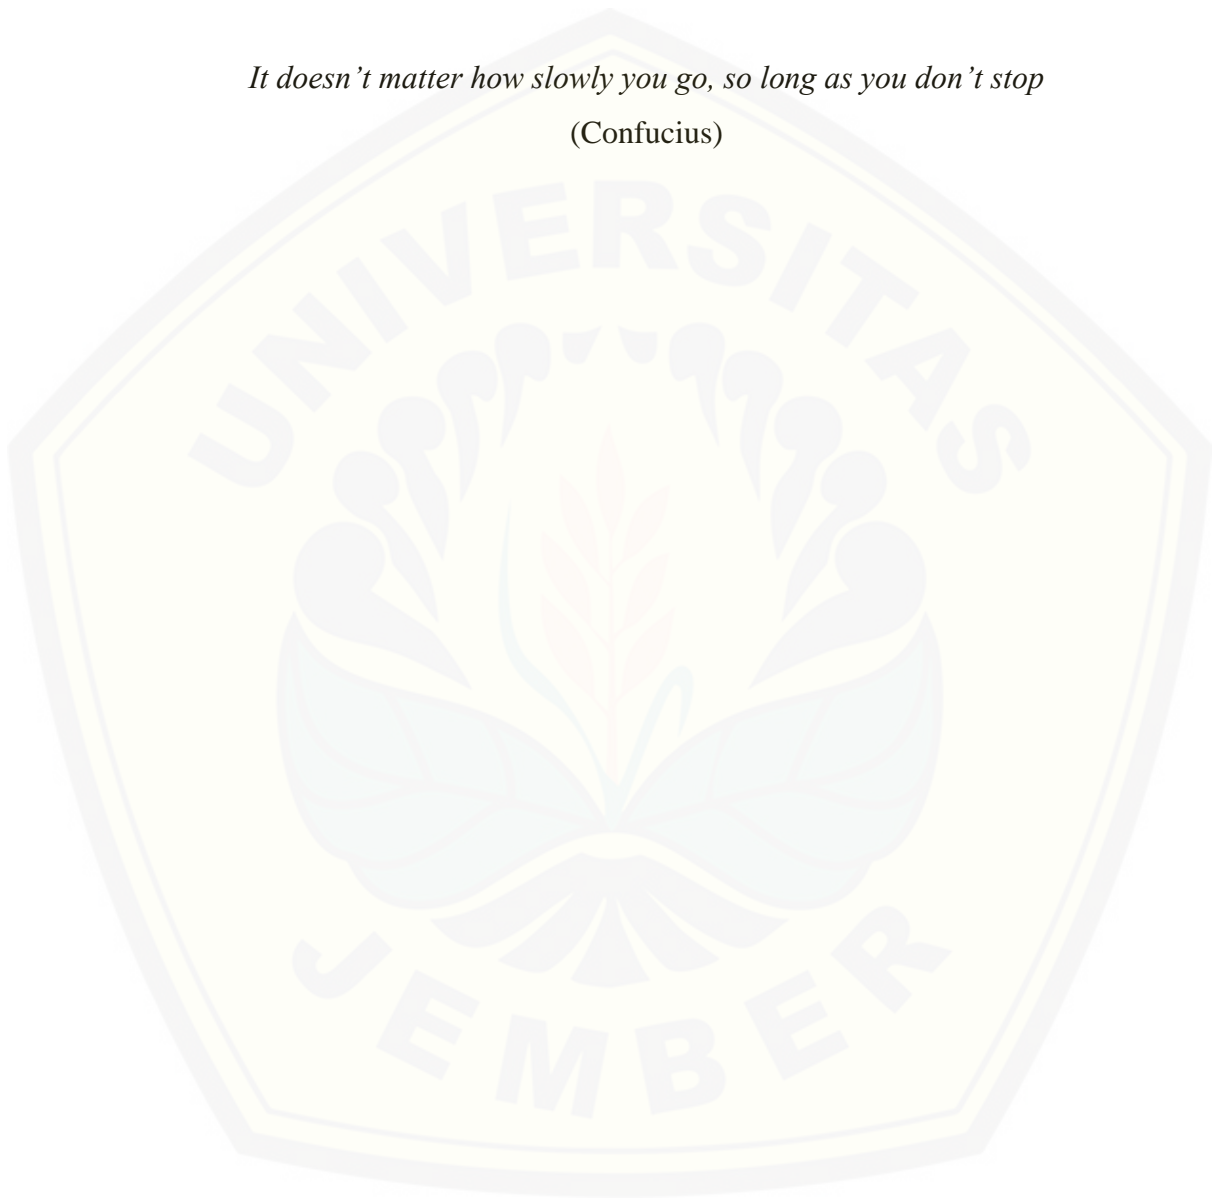 It doesn’t matter how slowly you go, so long as you don’t stop
(Confucius)
UNIVERSITAS
JEMBER